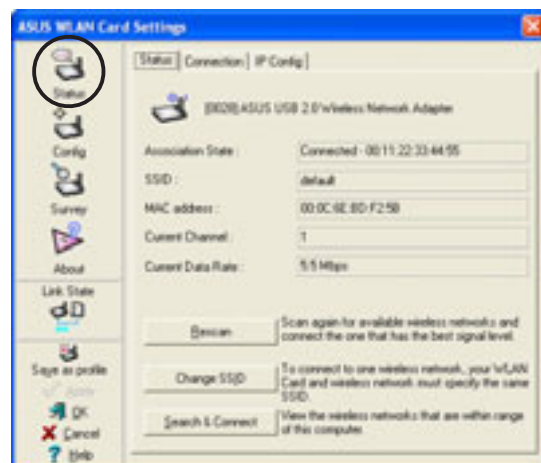 ASUS WLAN Card Settings
Status
Config
Survey
About
Link State
Save as profile
Apply
OK
Cancel
Help
Status Connection IP Config
[0028] ASUS USB 2.0 Wireless Network Adapter
Association State : Connected - 00:11:22:33:44:55
SSID : default
MAC address : 00:0C:6E:BD:F2:5B
Current Channel : 1
Current Data Rate : 5.5 Mbps
Rescan
Scan again for available wireless networks and
connect the one that has the best signal level.
Change SSID
To connect to one wireless network, your WLAN
Card and wireless network must specify the same
SSID.
Search & Connect
View the wireless networks that are within range
of this computer.